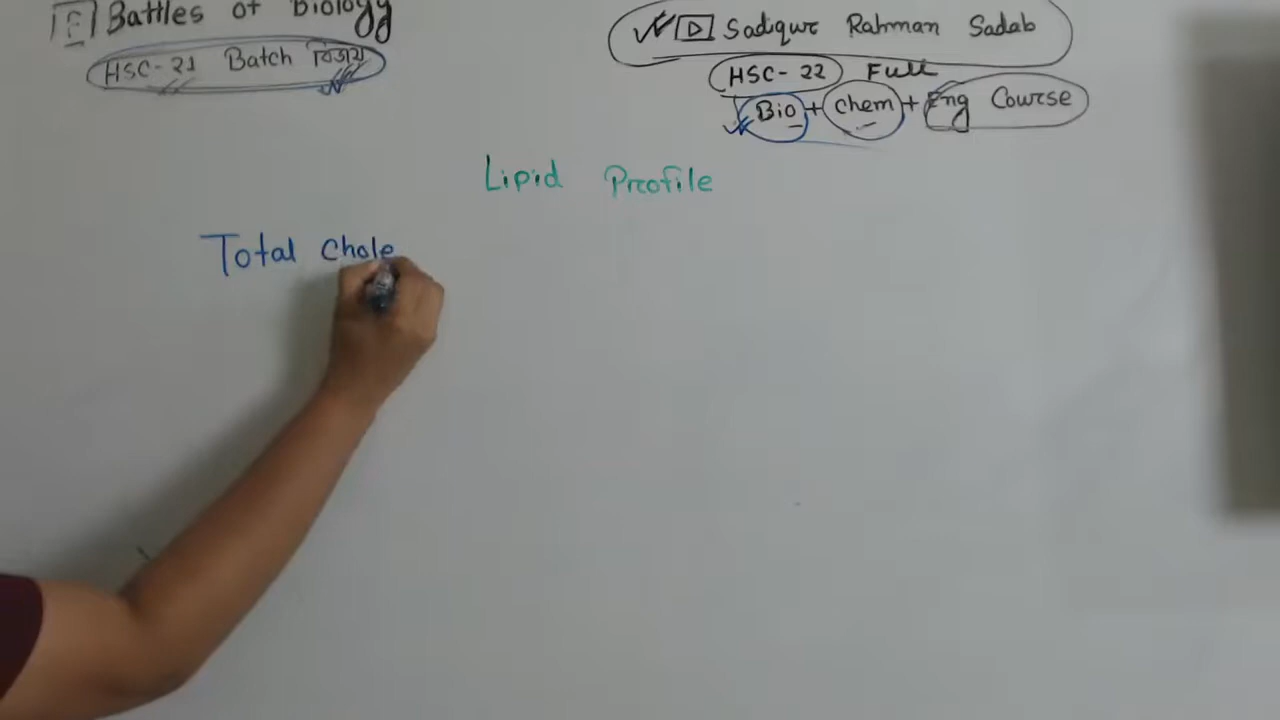 F Battles of Biology
HSC-21 Batch বিজয়
Sadiqur Rahman Sadab
HSC-22 Full
Bio + Chem + Eng Course
Lipid Profile
Total Chole